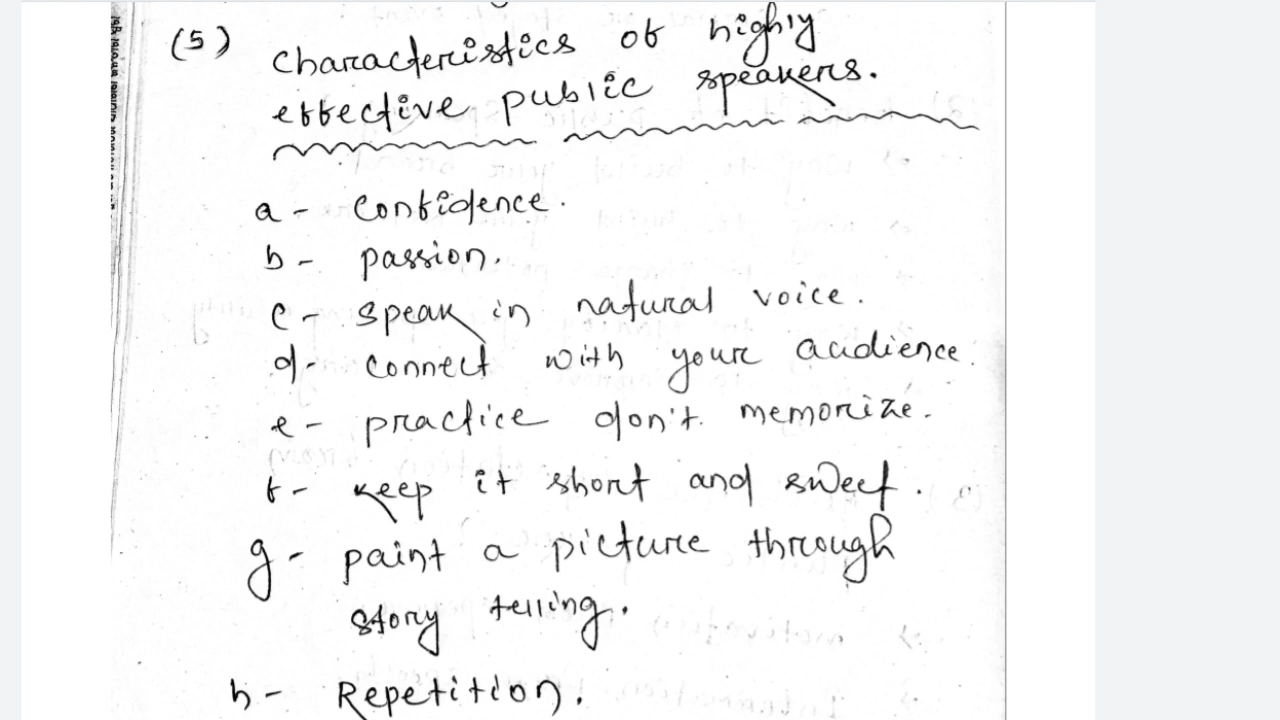 (5) Characteristics of highly
effective public speakers.
a - Confidence.
b - passion.
c - speak in natural voice.
d - Connect with your audience.
e - practice don't. memorize.
f - keep it short and sweet.
g - paint a picture through
story telling.
h - Repetition.